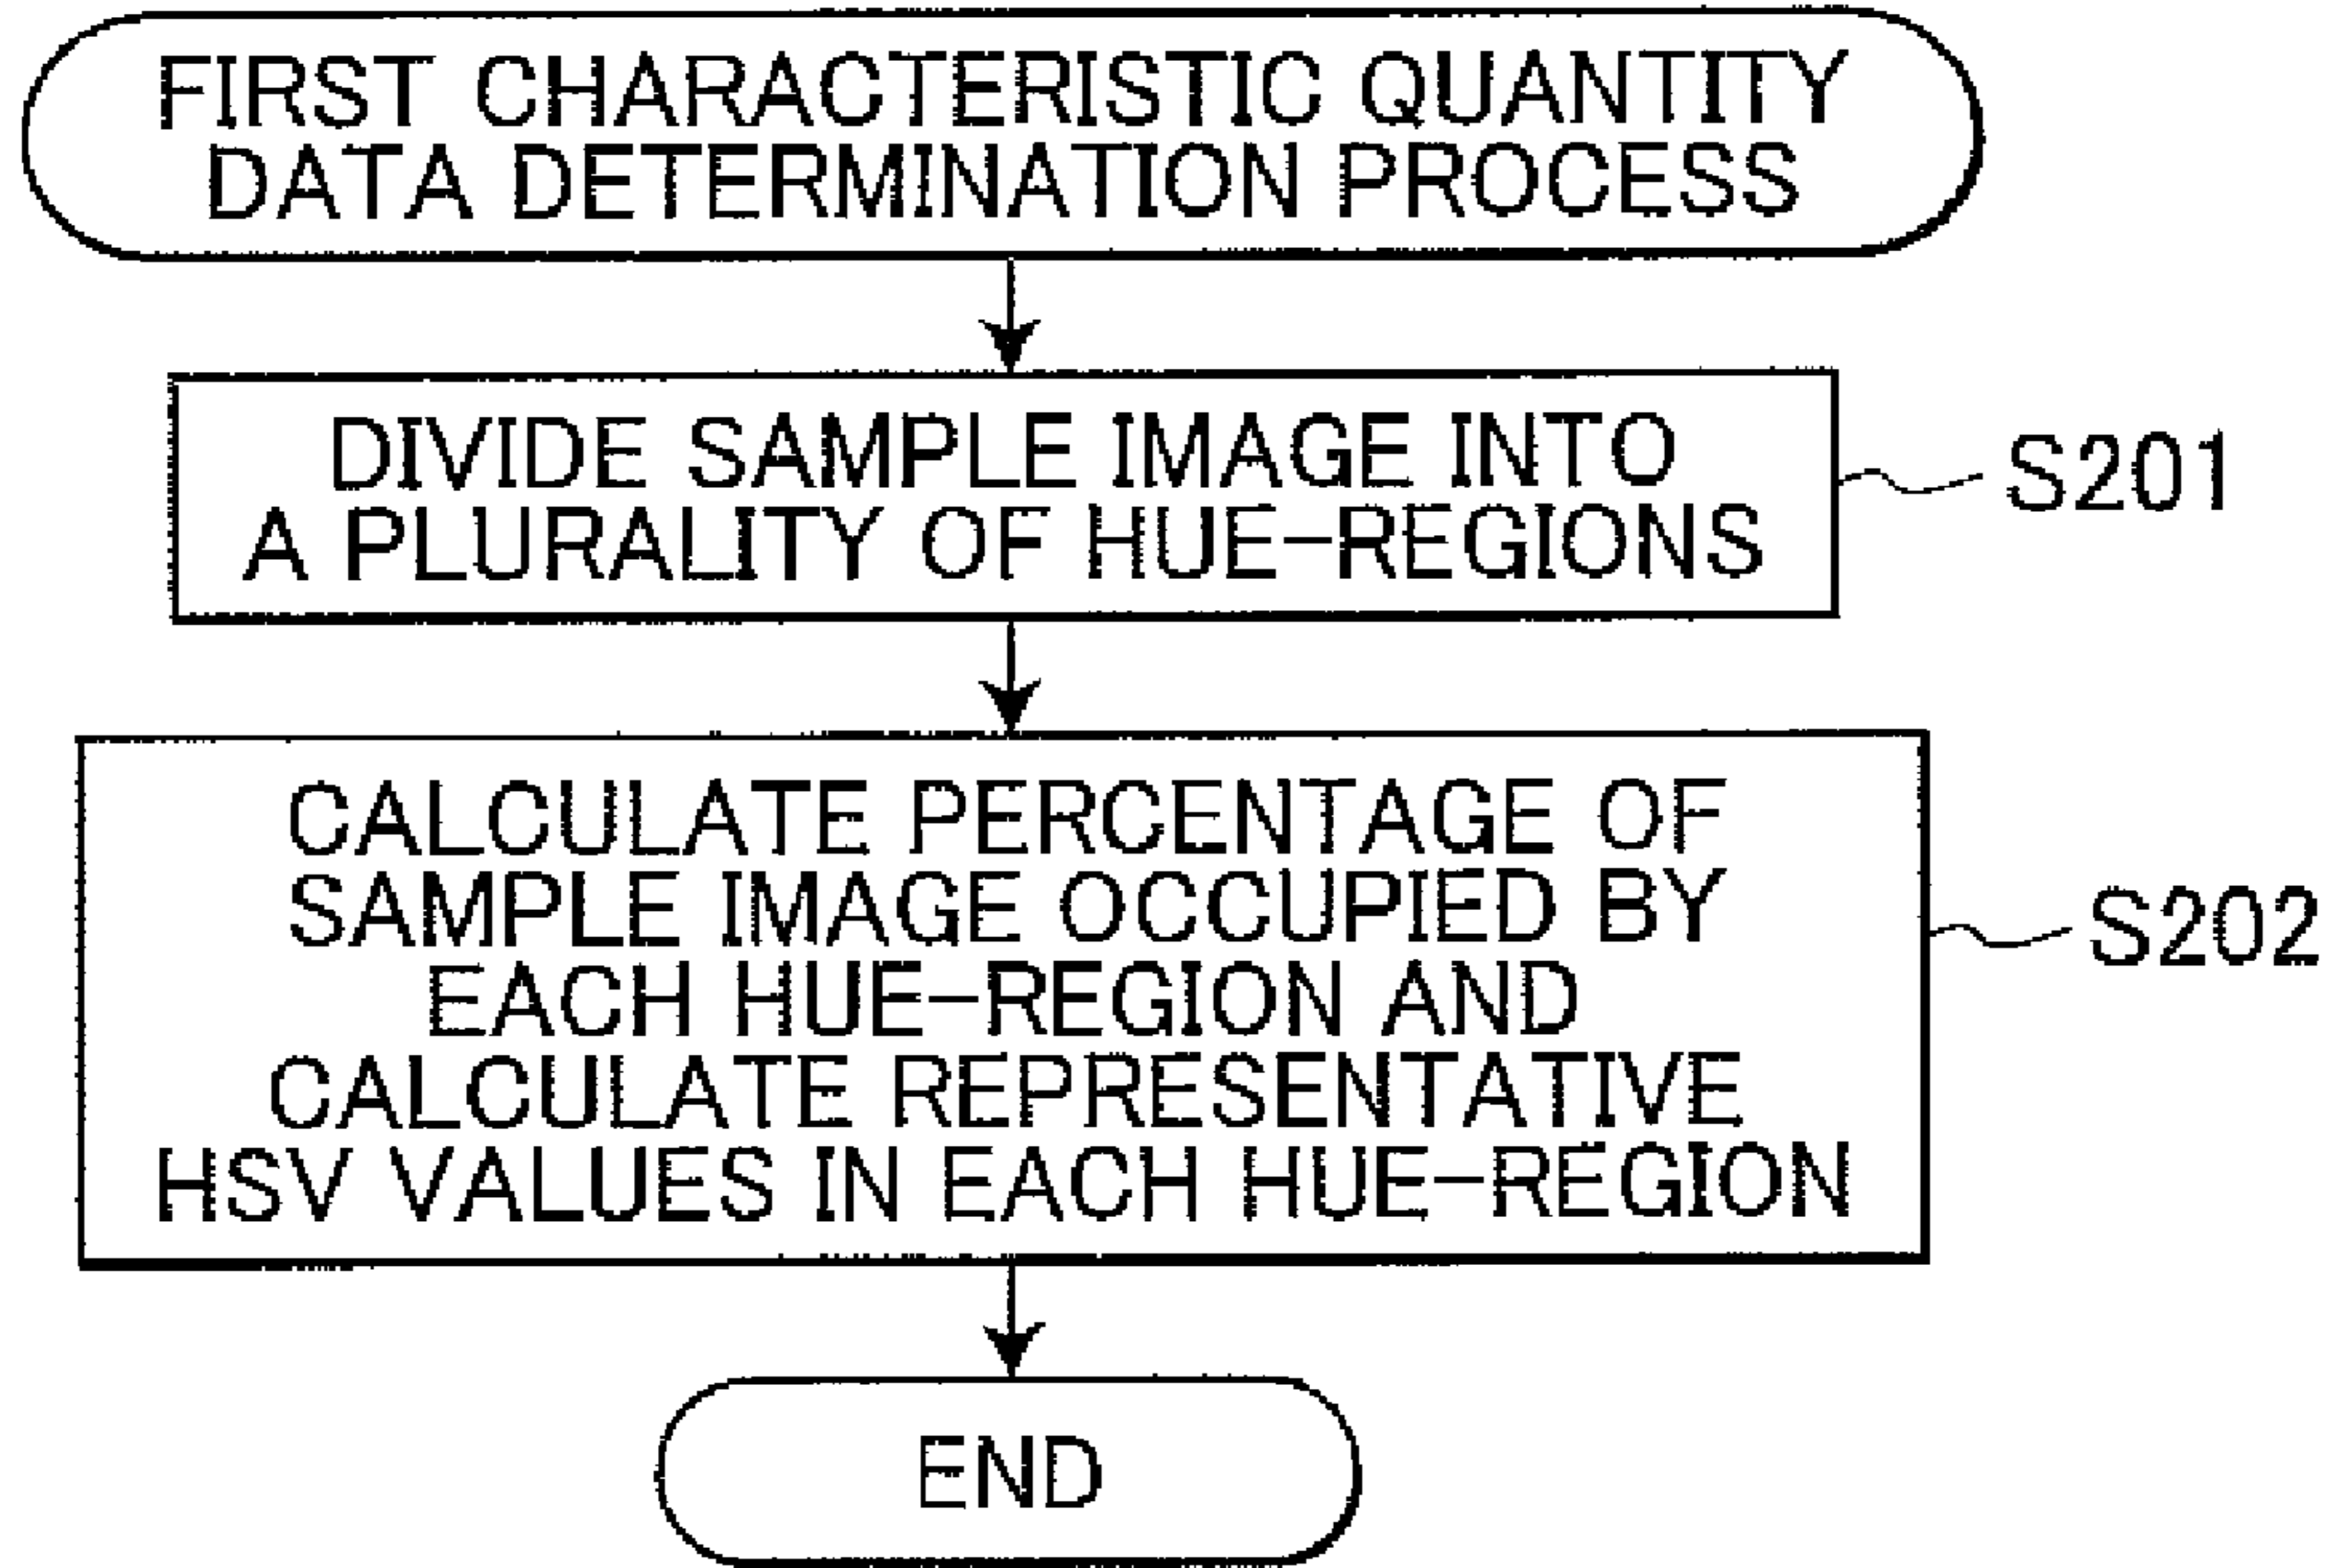 FIRST CHARACTERISTIC QUANTITY
DATA DETERMINATION PROCESS
DIVIDE SAMPLE IMAGE INTO
A PLURALITY OF HUE-REGIONS
S201
CALCULATE PERCENTAGE OF
SAMPLE IMAGE OCCUPIED BY
EACH HUE-REGION AND
CALCULATE REPRESENTATIVE
HSV VALUES IN EACH HUE-REGION
S202
END